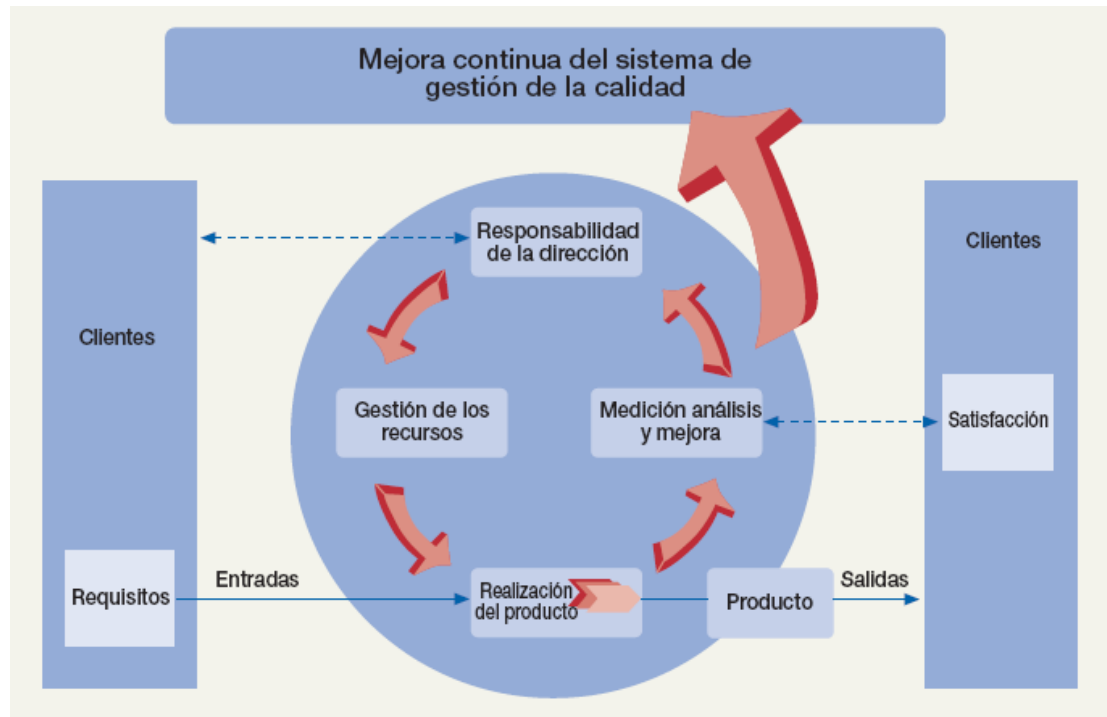 Mejora continua del sistema de
gestión de la calidad
Responsabilidad
de la dirección
Clientes
Clientes
Gestión de los
recursos
Medición análisis
y mejora
Satisfacción
Requisitos
Entradas
Realización
del producto
Producto
Salidas